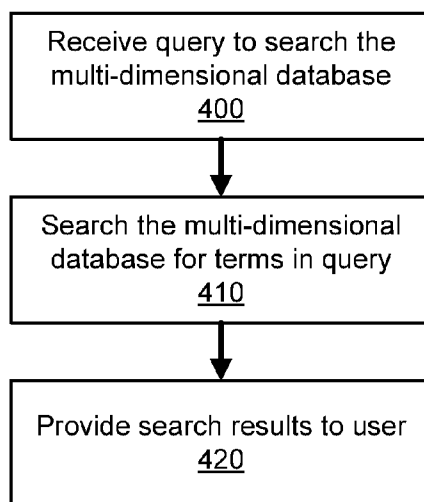 Receive query to search the
multi-dimensional database
400
Search the multi-dimensional
database for terms in query
410
Provide search results to user
420